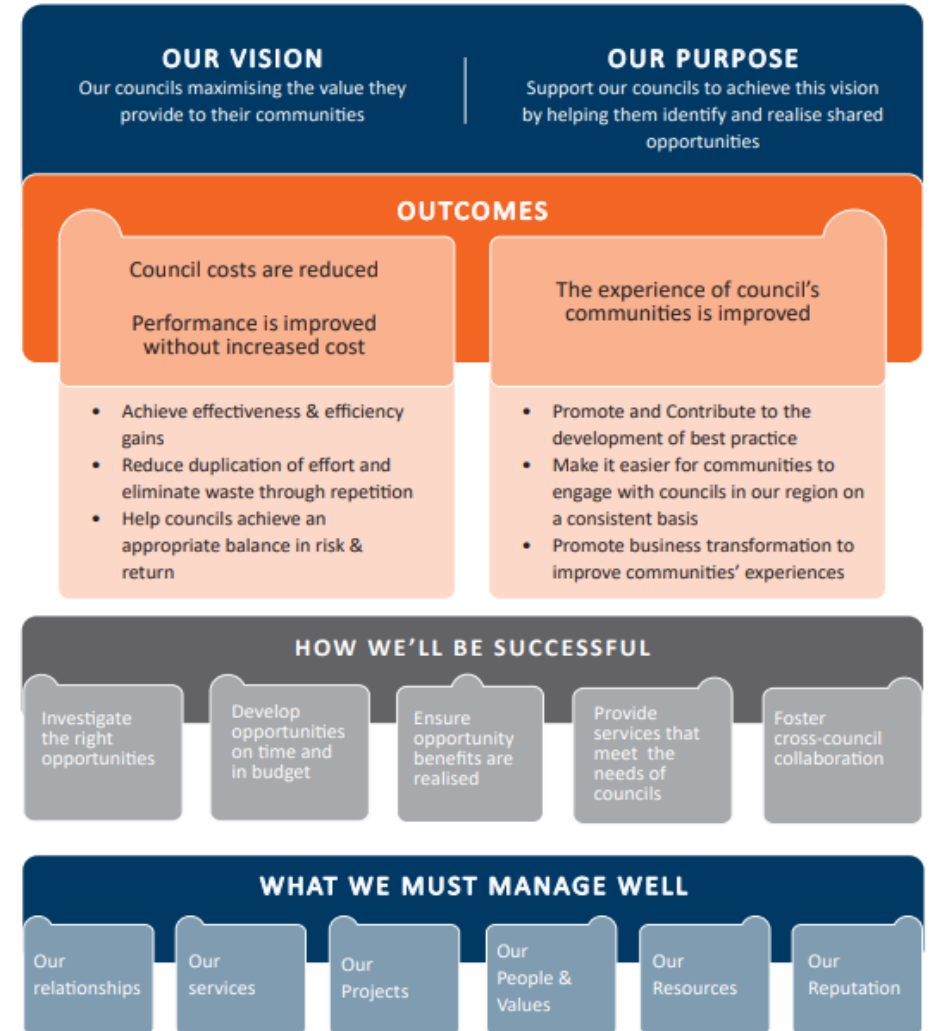 OUR VISION
Our councils maximising the value they
provide to their communities
OUR PURPOSE
Support our councils to achieve this vision
by helping them identify and realise shared
opportunities
OUTCOMES
Council costs are reduced
Performance is improved
without increased cost
• Achieve effectiveness & efficiency
gains
• Reduce duplication of effort and
eliminate waste through repetition
• Help councils achieve an
appropriate balance in risk &
return
The experience of council's
communities is improved
• Promote and Contribute to the
development of best practice
• Make it easier for communities to
engage with councils in our region on
a consistent basis
• Promote business transformation to
improve communities' experiences
HOW WE'LL BE SUCCESSFUL
Investigate
the right
opportunities
Develop
opportunities
on time and
in budget
Ensure
opportunity
benefits are
realised
Provide
services that
meet the
needs of
councils
Foster
cross-council
collaboration
WHAT WE MUST MANAGE WELL
Our
relationships
Our
services
Our
Projects
Our
People &
Values
Our
Resources
Our
Reputation